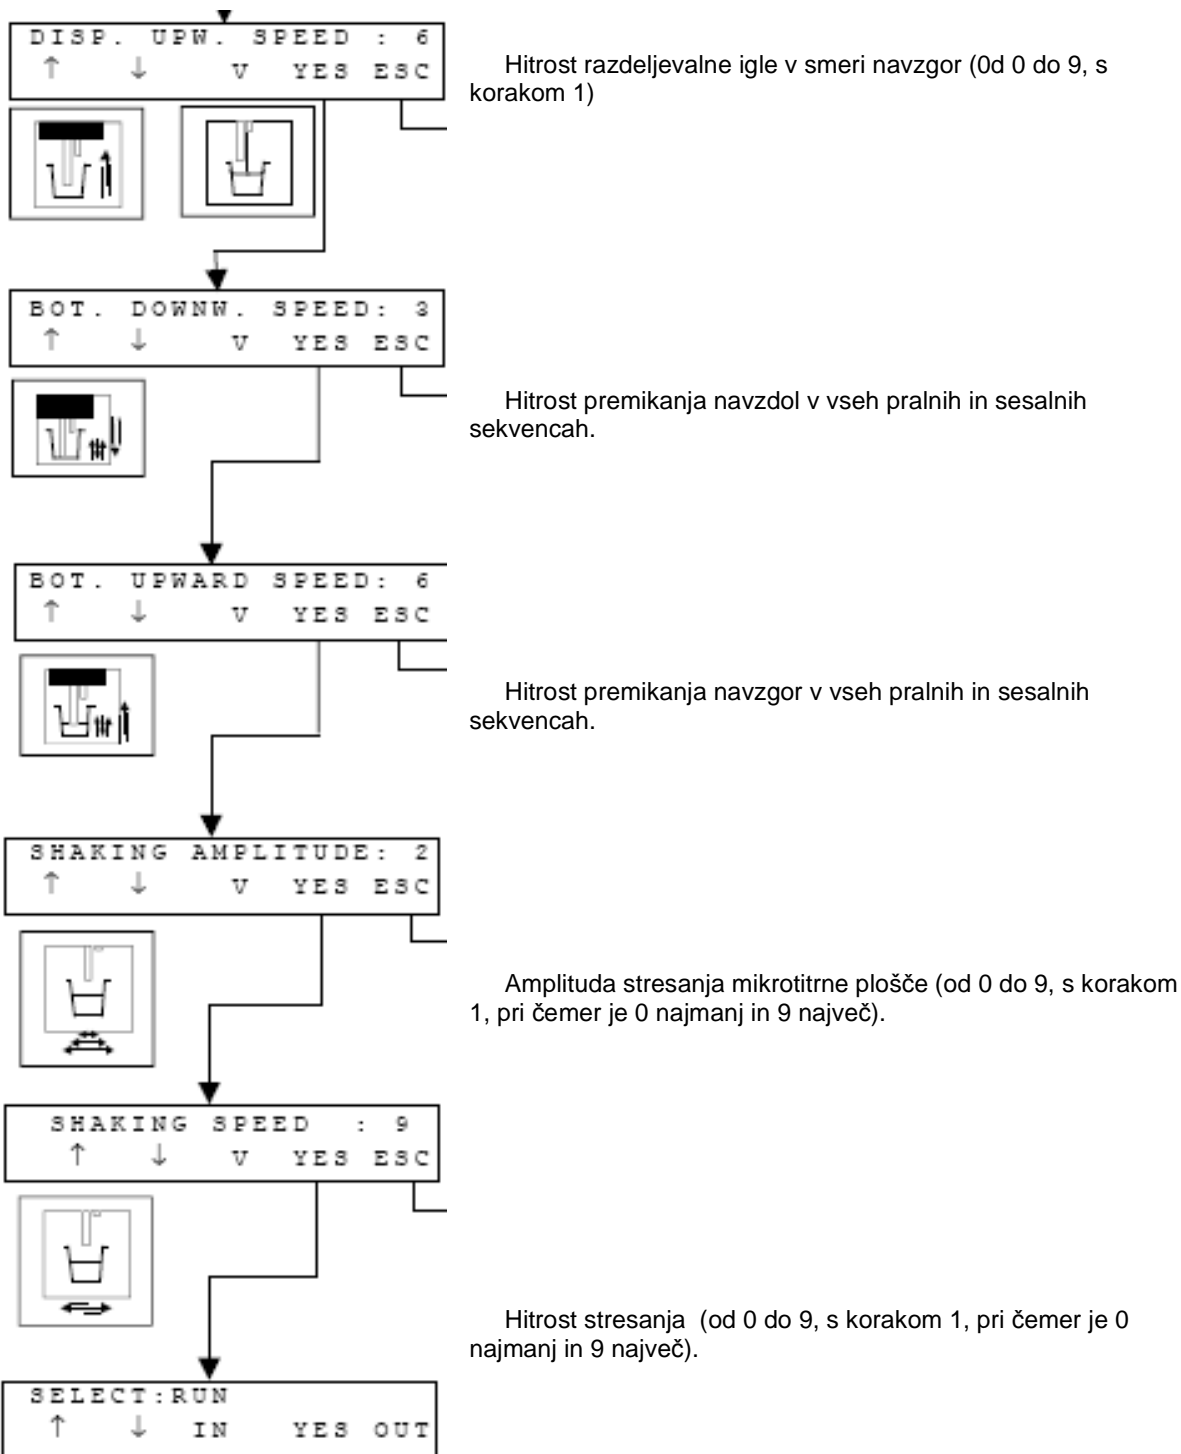 DISP. UPW. SPEED : 6
↑ ↓ V YES ESC
Hitrost razdeljevalne igle v smeri navzgor (0d 0 do 9, s
korakom 1)
BOT. DOWNW. SPEED: 3
↑ ↓ V YES ESC
Hitrost premikanja navzdol v vseh pralnih in sesalnih
sekvencah.
BOT. UPWARD SPEED: 6
↑ ↓ V YES ESC
Hitrost premikanja navzgor v vseh pralnih in sesalnih
sekvencah.
SHAKING AMPLITUDE: 2
↑ ↓ V YES ESC
Amplituda stresanja mikrotitrne plošče (od 0 do 9, s korakom
1, pri čemer je 0 najmanj in 9 največ).
SHAKING SPEED : 9
↑ ↓ V YES ESC
Hitrost stresanja (od 0 do 9, s korakom 1, pri čemer je 0
najmanj in 9 največ).
SELECT:RUN
↑ ↓ IN YES OUT